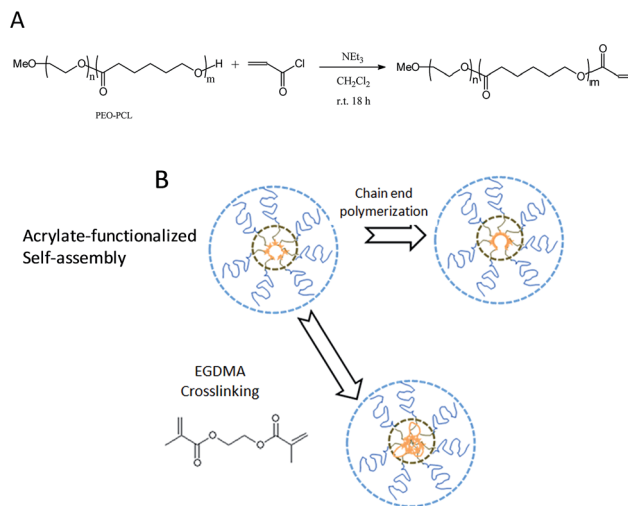 A
MeO
O
n
O
O
H
m
+
Cl
O
NEt3
CH2Cl2
r.t. 18 h
MeO
O
n
O
O
m
O
PEO-PCL
B
Chain end
polymerization
Acrylate-functionalized
Self-assembly
EGDMA
Crosslinking
O
O
O
O